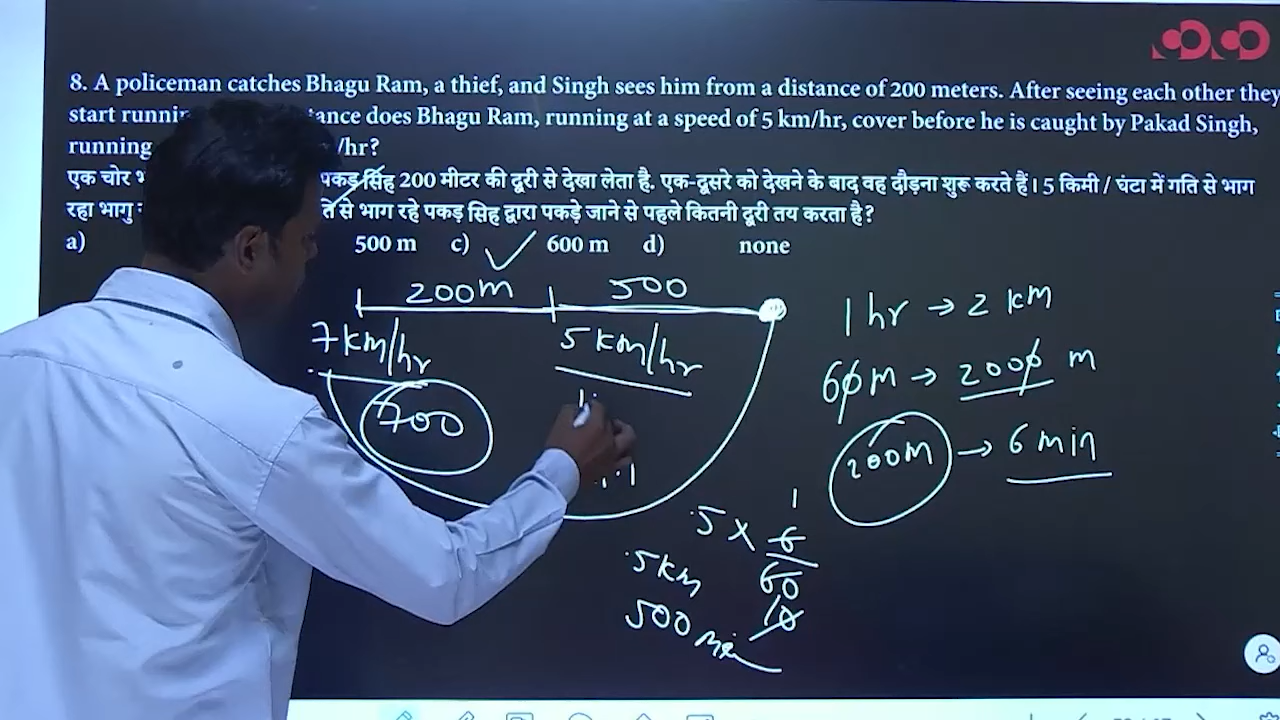 8. A policeman catches Bhagu Ram, a thief, and Singh sees him from a distance of 200 meters. After seeing each other they
start does Bhagu Ram, running at a speed of 5 km/hr, cover before he is caught by Pakad Singh,
running /hr?
एक चोर पकड़ सिंह 200 मीटर की दूरी से देखा लेता है. एक-दूसरे को देखने के बाद वह दौड़ना शुरू करते हैं। 5 किमी / घंटा में गति से भाग
रहा भागु से भाग रहे पकड़ सिह द्वारा पकड़े जाने से पहले कितनी दूरी तय करता है?
a) 500 m c) 600 m d) none
200m 500
7km/hr 5 km/hr
700
1 hr → 2 km
60m → 2000 m
200m → 6 min
5 x 6
60
10
1
.5km
500